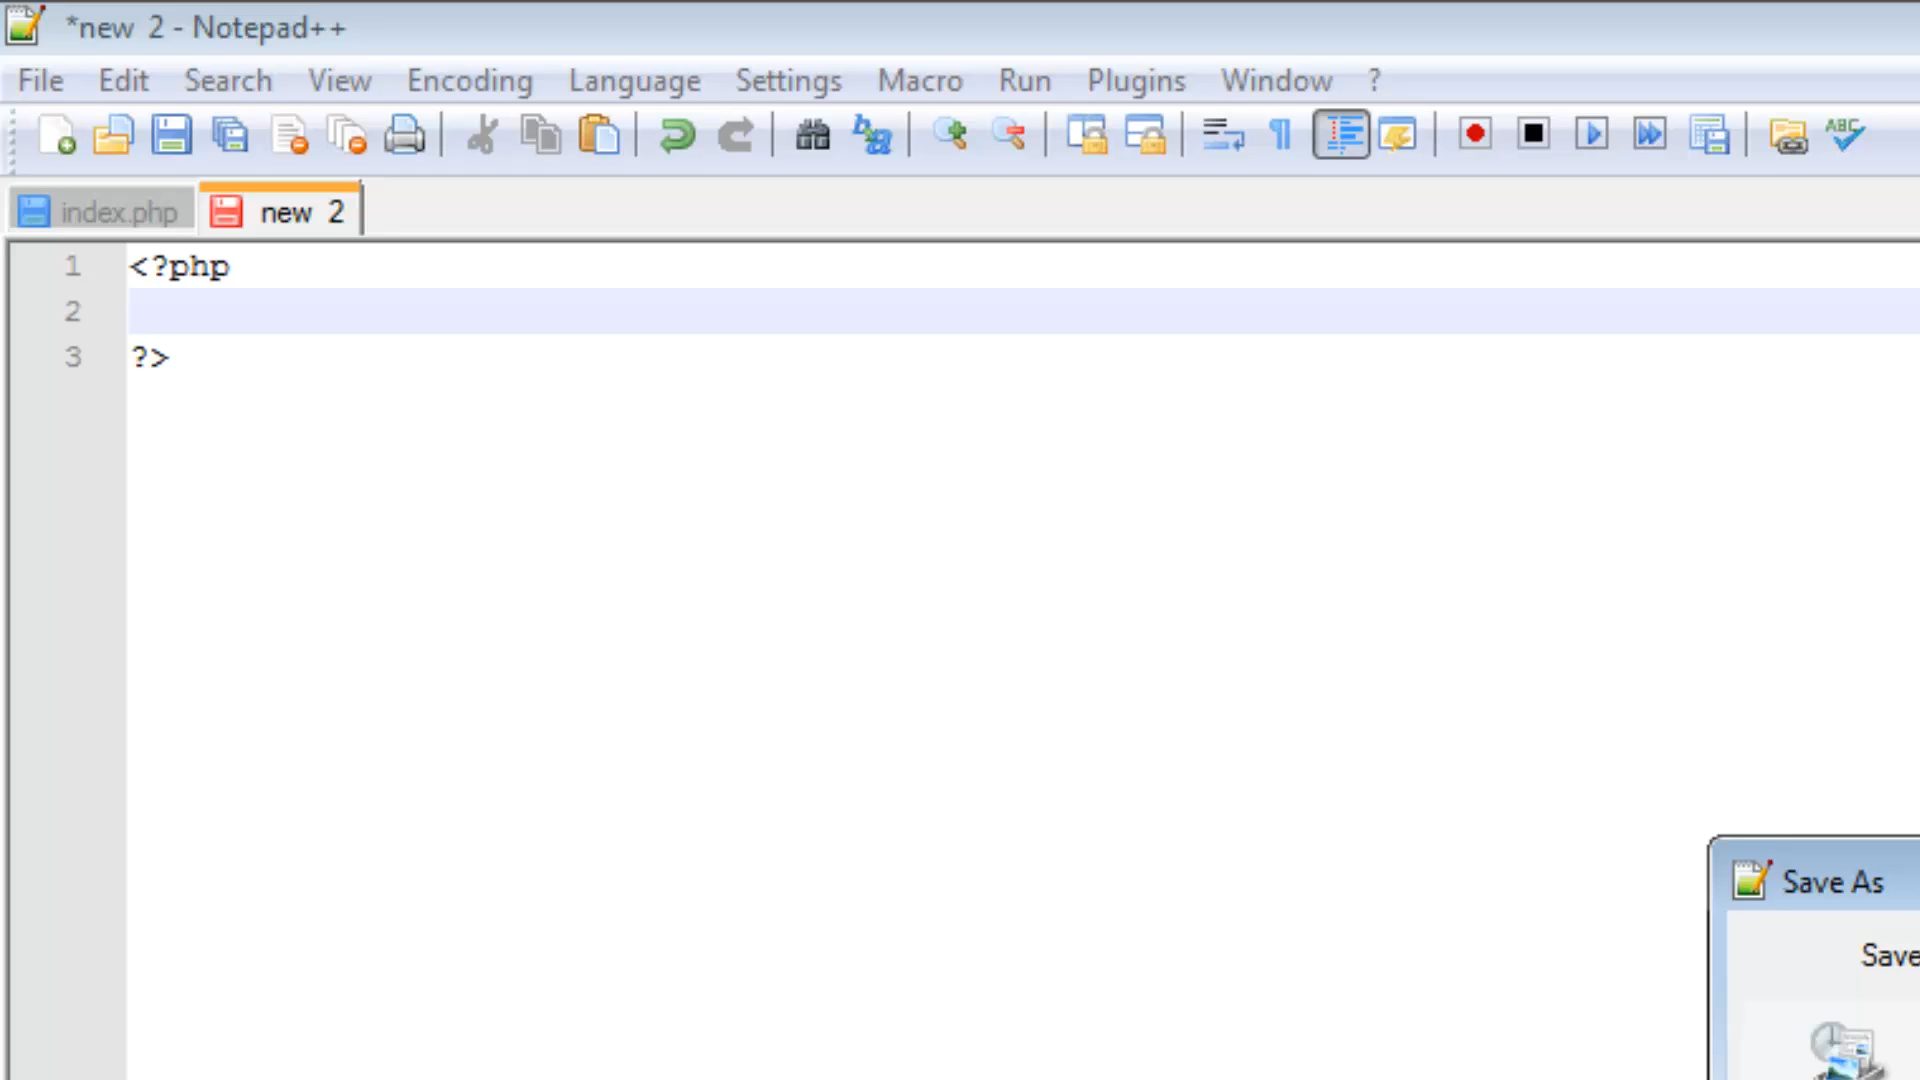 *new 2 - Notepad++
File Edit Search View Encoding Language Settings Macro Run Plugins Window ?
ABC
index.php new 2
1 <?php
2
3 ?>
Save As
Save